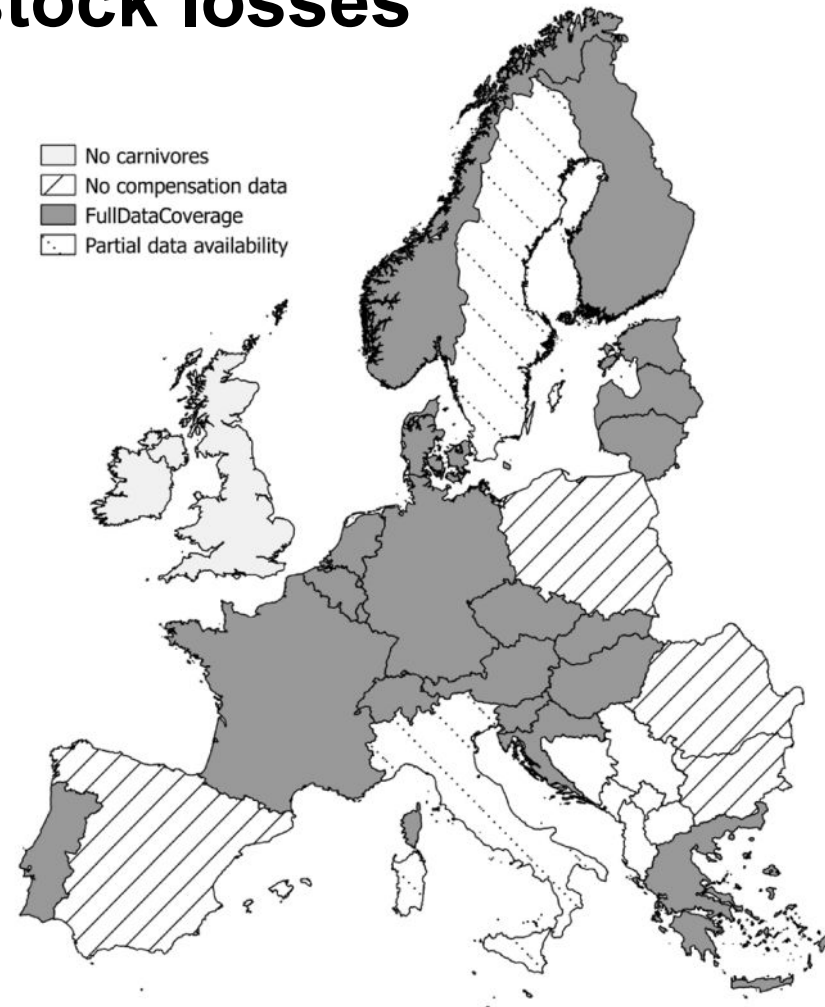 stock losses
No carnivores
No compensation data
FullDataCoverage
Partial data availability